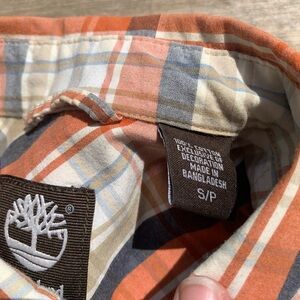 100% COTTON
EXCLUSIVE OF
DECORATION
MADE IN
BANGLADESH
S/P
®